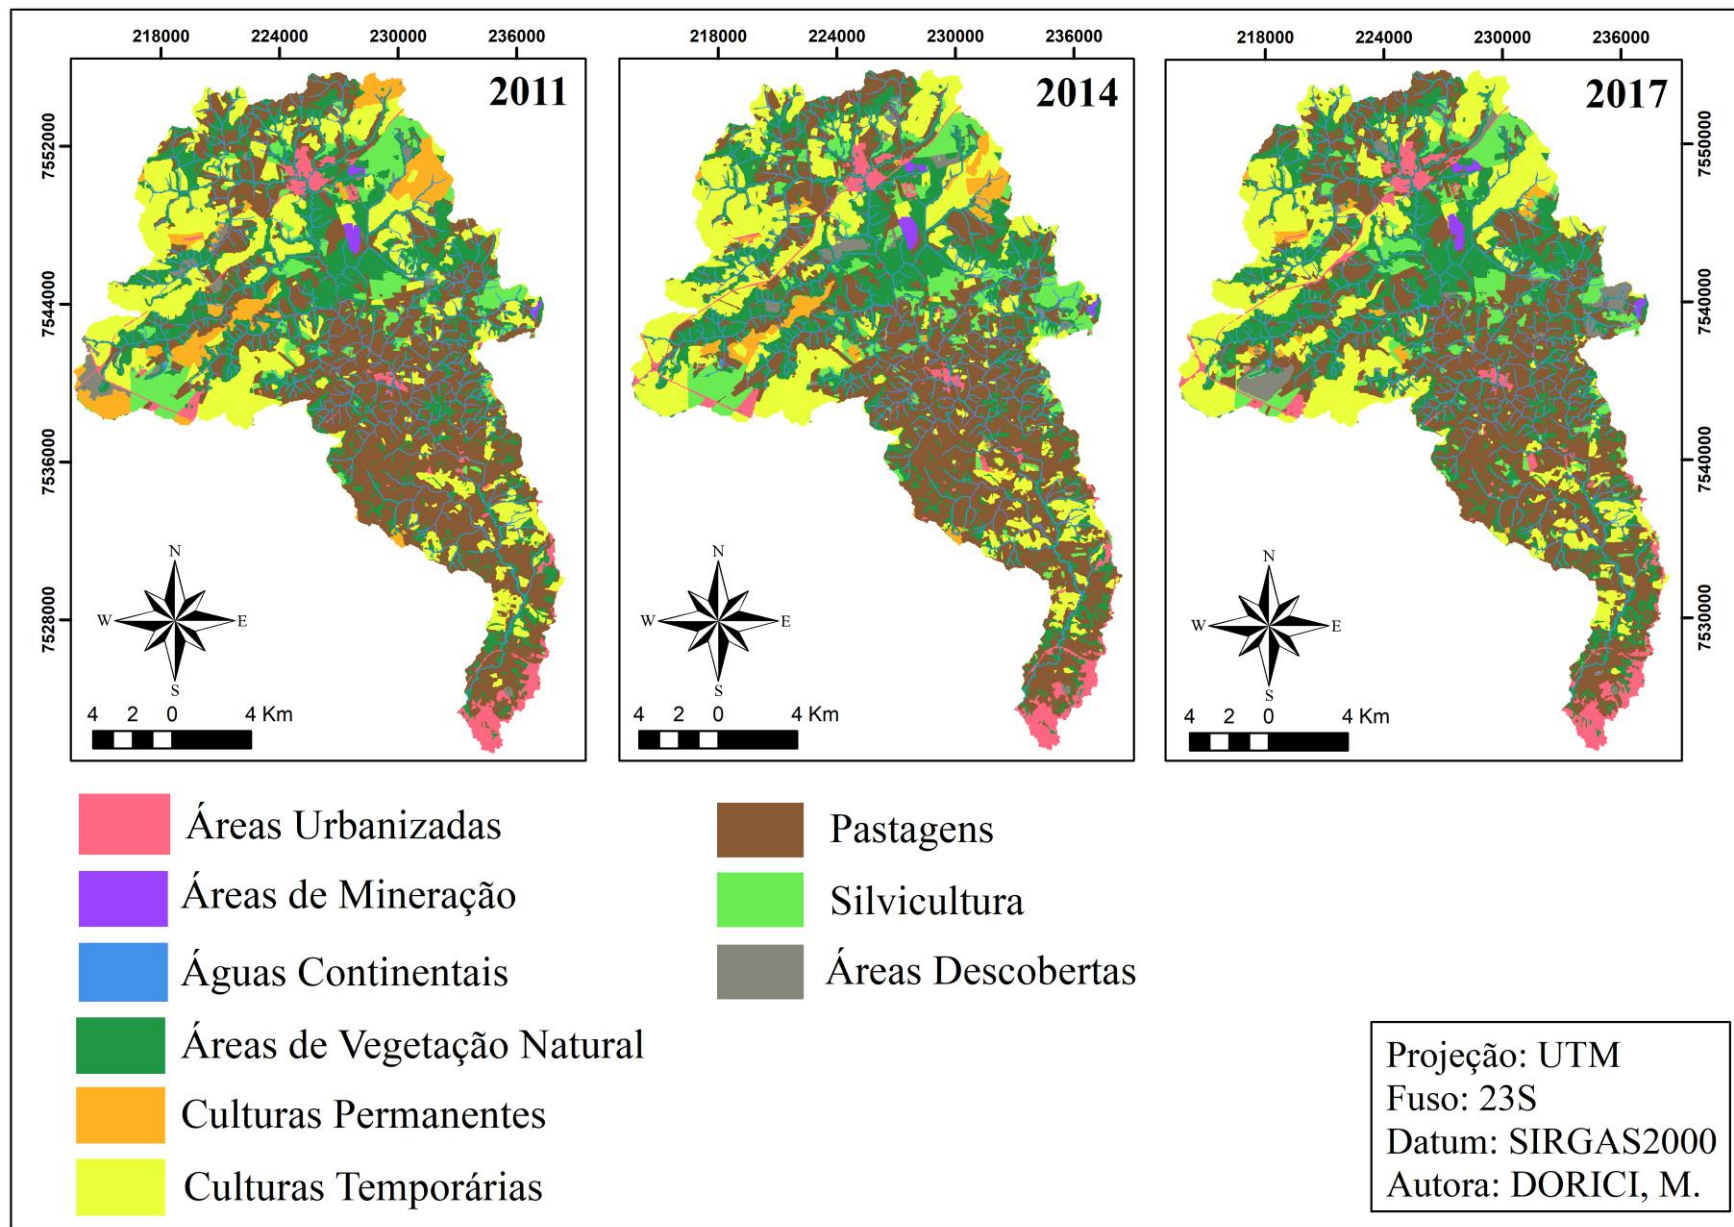 218000 224000 230000 236000
218000 224000 230000 236000
218000 224000 230000 236000
2011
2014
2017
7552000
7544000
7536000
7528000
7550000
7540000
7540000
7530000
N
W E
S
N
W E
S
N
W E
S
4 2 0 4 Km
4 2 0 4 Km
4 2 0 4 Km
Áreas Urbanizadas
Áreas de Mineração
Águas Continentais
Áreas de Vegetação Natural
Culturas Permanentes
Culturas Temporárias
Pastagens
Silvicultura
Áreas Descobertas
Projeção: UTM
Fuso: 23S
Datum: SIRGAS2000
Autora: DORICI, M.